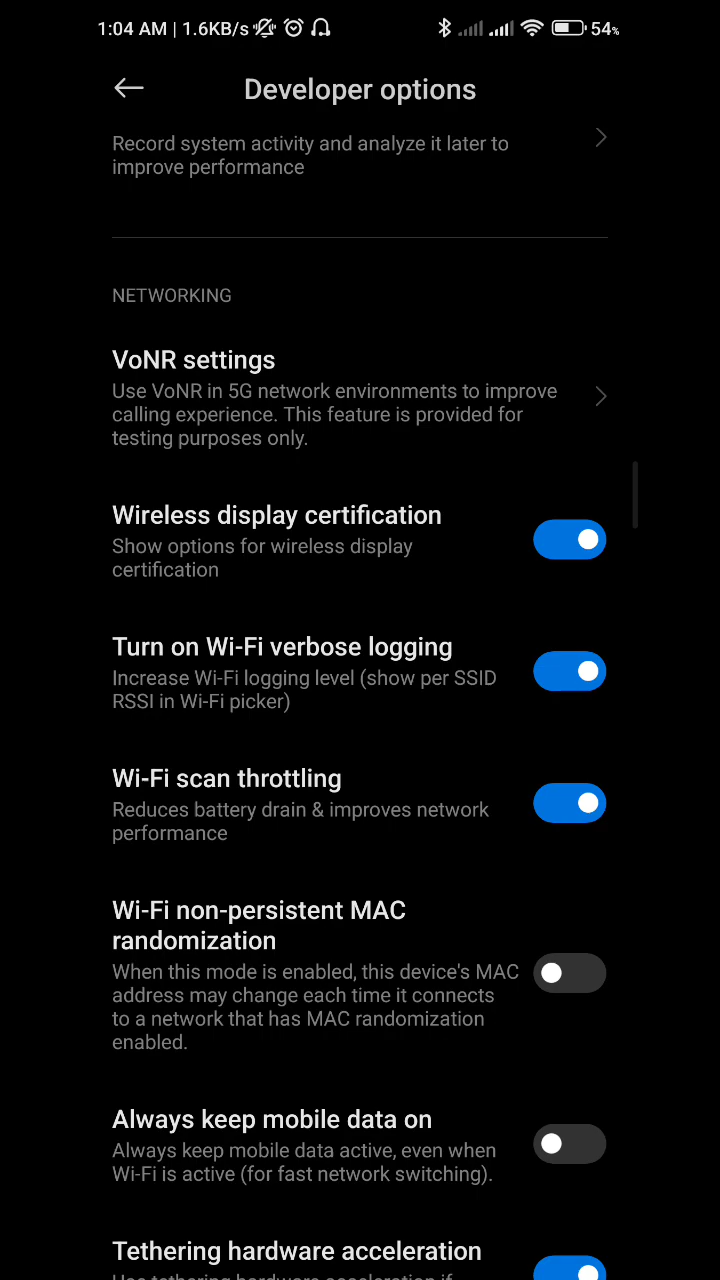 1:04 AM | 1.6KB/s 54%
Developer options
Record system activity and analyze it later to
improve performance
NETWORKING
VoNR settings
Use VoNR in 5G network environments to improve
calling experience. This feature is provided for
testing purposes only.
Wireless display certification
Show options for wireless display
certification
Turn on Wi-Fi verbose logging
Increase Wi-Fi logging level (show per SSID
RSSI in Wi-Fi picker)
Wi-Fi scan throttling
Reduces battery drain & improves network
performance
Wi-Fi non-persistent MAC
randomization
When this mode is enabled, this device's MAC
address may change each time it connects
to a network that has MAC randomization
enabled.
Always keep mobile data on
Always keep mobile data active, even when
Wi-Fi is active (for fast network switching).
Tethering hardware acceleration
Use tethering hardware acceleration if